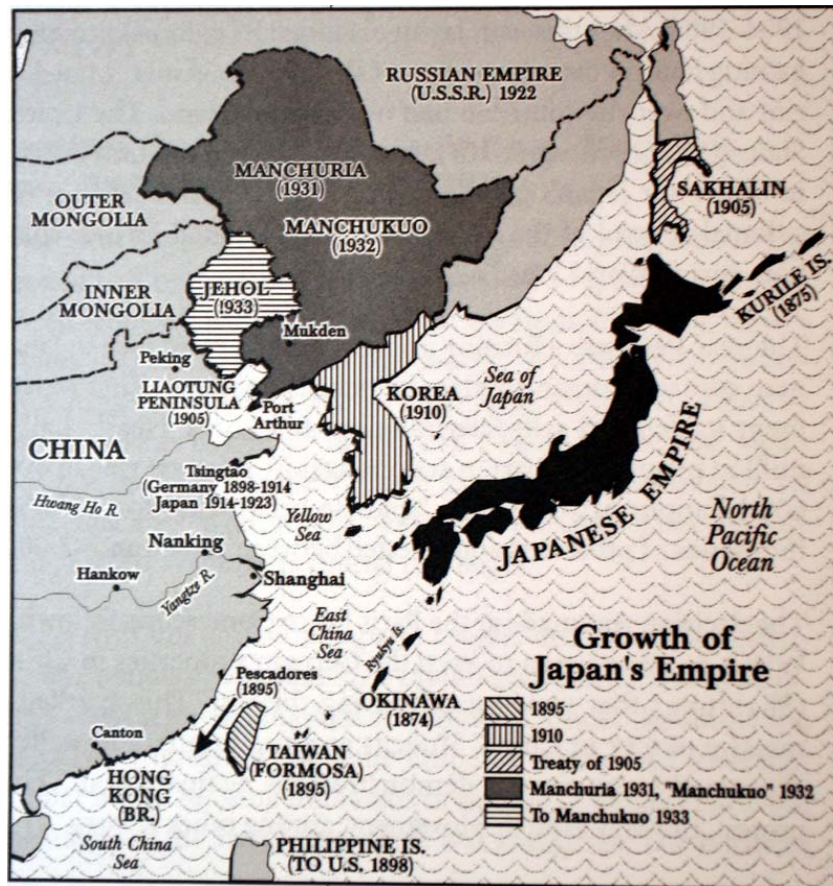 RUSSIAN EMPIRE
(U.S.S.R.) 1922
MANCHURIA
(1931)
MANCHUKUO
(1932)
SAKHALIN
(1905)
OUTER
MONGOLIA
JEHOL
(!933)
KURILE IS.
(1875)
INNER
MONGOLIA
Mukden
Peking
LIAOTUNG
PENINSULA
(1905)
Port
Arthur
KOREA
(1910)
Sea of
Japan
CHINA
Tsingtao
(Germany 1898-1914
Japan 1914-1923)
Hwang Ho R.
Yellow
Sea
JAPANESE EMPIRE
North
Pacific
Ocean
Nanking
Hankow
Yangtze R.
Shanghai
East
China
Sea
Ryukyu Is.
OKINAWA
(1874)
Pescadores
(1895)
Canton
TAIWAN
(FORMOSA)
(1895)
HONG
KONG
(BR.)
South China
Sea
PHILIPPINE IS.
(TO U.S. 1898)
Growth of
Japan's Empire
1895
1910
Treaty of 1905
Manchuria 1931, "Manchukuo" 1932
To Manchukuo 1933